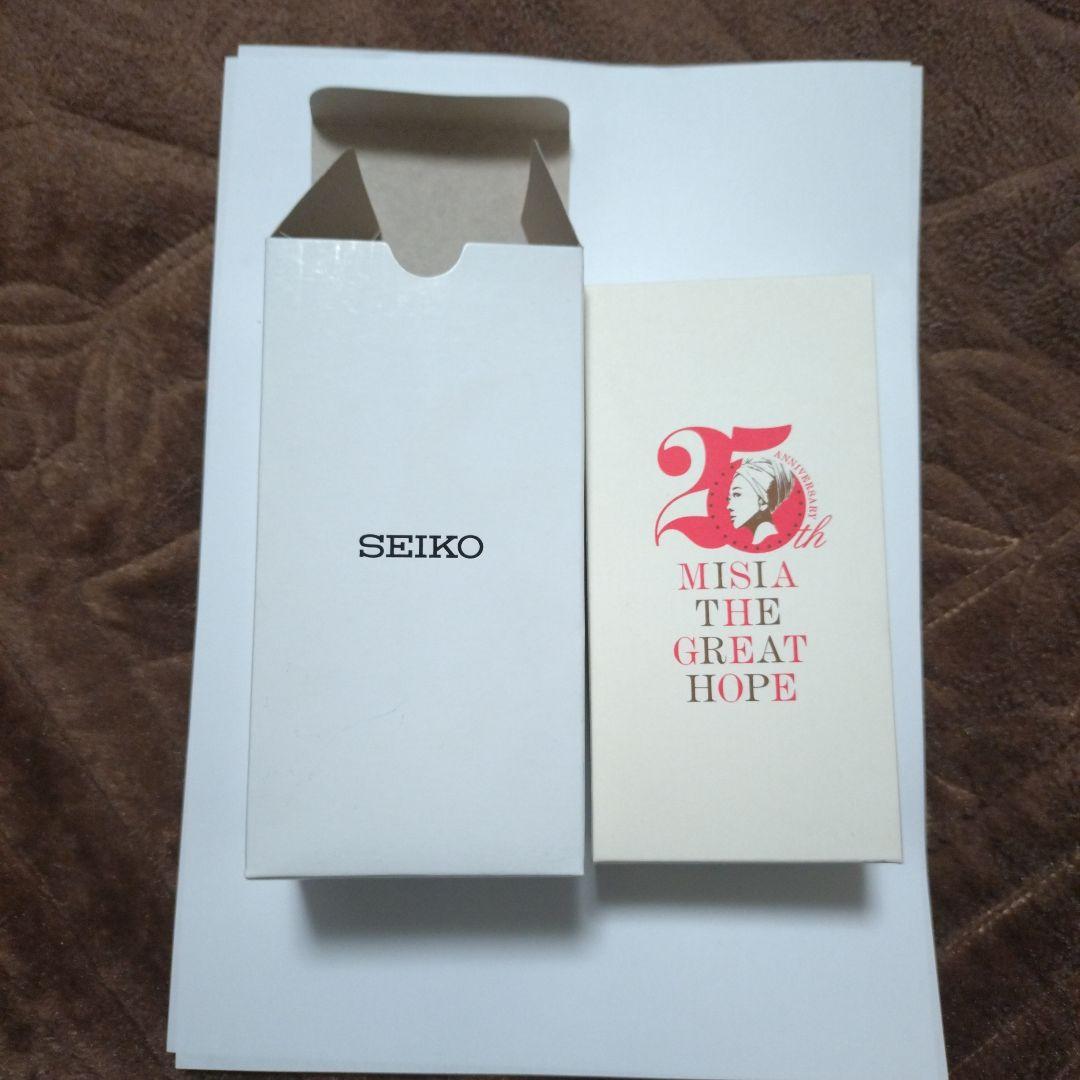 SEIKO
25th
ANNIVERSARY
MISIA
THE
GREAT
HOPE